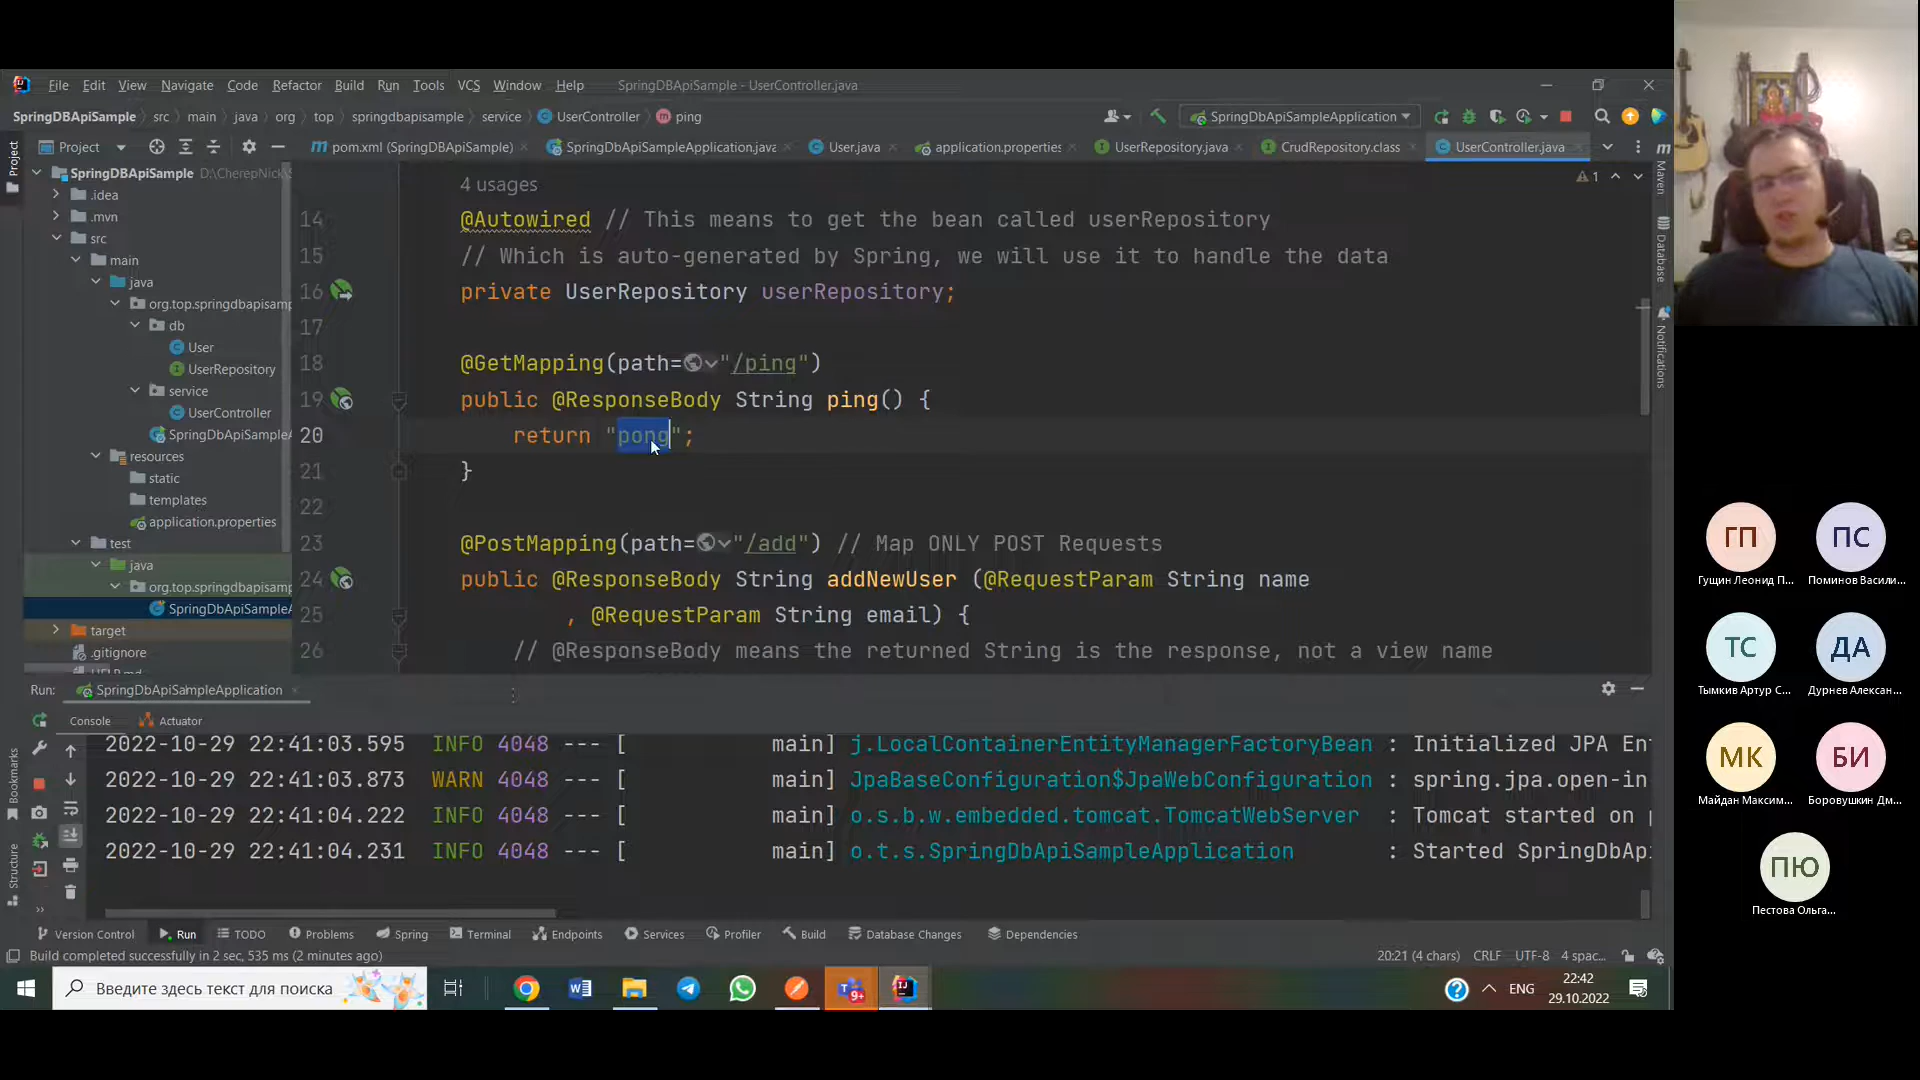 File Edit View Navigate Code Refactor Build Run Tools VCS Window Help SpringDBApiSample - UserController.java
SpringDBApiSample src main java org top springdbapisample service UserController ping
SpringDbApiSampleApplication
Project
pom.xml (SpringDBApiSample) SpringDbApiSampleApplication.java User.java application.properties UserRepository.java CrudRepository.class UserController.java
Project
Maven
Database
Notifications
Bookmarks
Structure
SpringDBApiSample D:\CherepNick\
.idea
.mvn
src
main
java
org.top.springdbapisamp
db
User
UserRepository
service
UserController
SpringDbApiSampleA
resources
static
templates
application.properties
test
java
org.top.springdbapisamp
SpringDbApiSampleA
target
.gitignore
1
4 usages
14 @Autowired // This means to get the bean called userRepository
15 // Which is auto-generated by Spring, we will use it to handle the data
16 private UserRepository userRepository;
17
18 @GetMapping(path="/ping")
19 public @ResponseBody String ping() {
20 return "pong";
21 }
22
23 @PostMapping(path="/add") // Map ONLY POST Requests
24 public @ResponseBody String addNewUser (@RequestParam String name
25 , @RequestParam String email) {
26 // @ResponseBody means the returned String is the response, not a view name
Run: SpringDbApiSampleApplication
Console Actuator
2022-10-29 22:41:03.595 INFO 4048 --- [ main] j.LocalContainerEntityManagerFactoryBean : Initialized JPA En
2022-10-29 22:41:03.873 WARN 4048 --- [ main] JpaBaseConfiguration$JpaWebConfiguration : spring.jpa.open-in
2022-10-29 22:41:04.222 INFO 4048 --- [ main] o.s.b.w.embedded.tomcat.TomcatWebServer : Tomcat started on p
2022-10-29 22:41:04.231 INFO 4048 --- [ main] o.t.s.SpringDbApiSampleApplication : Started SpringDbApi
Version Control Run TODO Problems Spring Terminal Endpoints Services Profiler Build Database Changes Dependencies
Build completed successfully in 2 sec, 535 ms (2 minutes ago)
20:21 (4 chars) CRLF UTF-8 4 spac...
Введите здесь текст для поиска
9+
ENG
22:42
29.10.2022
ГП
ПС
Гущин Леонид П...
Поминов Васили...
ТС
ДА
Тымкив Артур С...
Дурнев Алексан...
МК
БИ
Майдан Максим...
Боровушкин Дм...
ПЮ
Пестова Ольга...